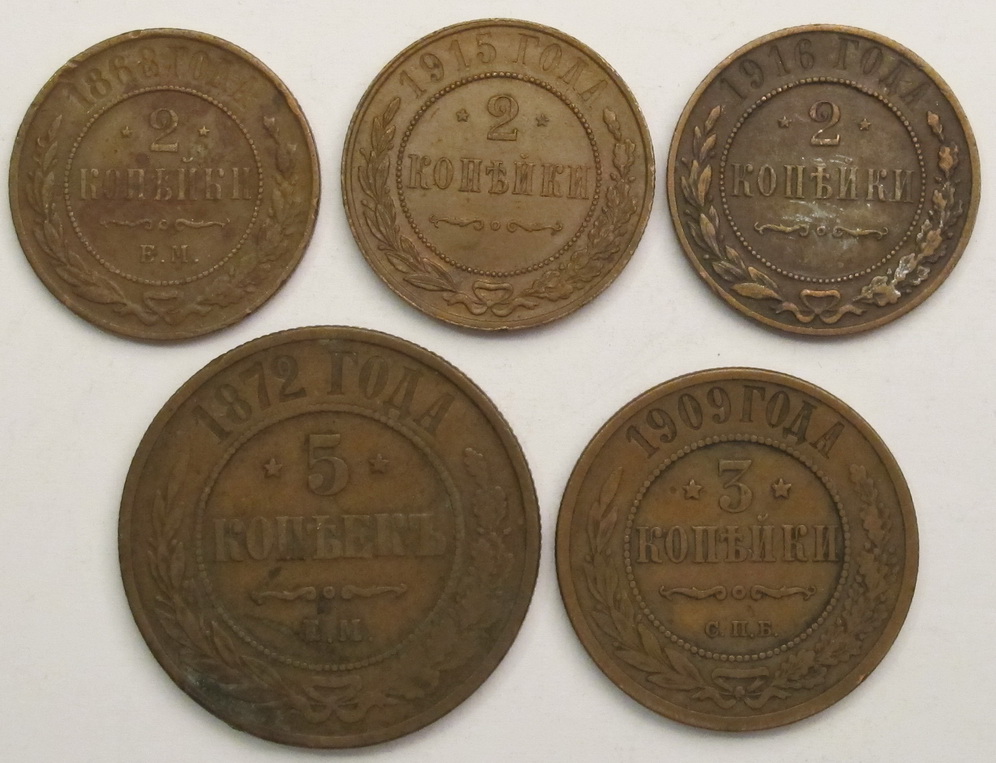 1868 ГОДА
2
КОПѢЙКИ
Е.М.
1915 ГОДА
2
КОПѢЙКИ
1916 ГОДА
2
КОПѢЙКИ
1872 ГОДА
5
КОПѢЕКЪ
Е.М.
1909 ГОДА
3
КОПѢЙКИ
С.П.Б.